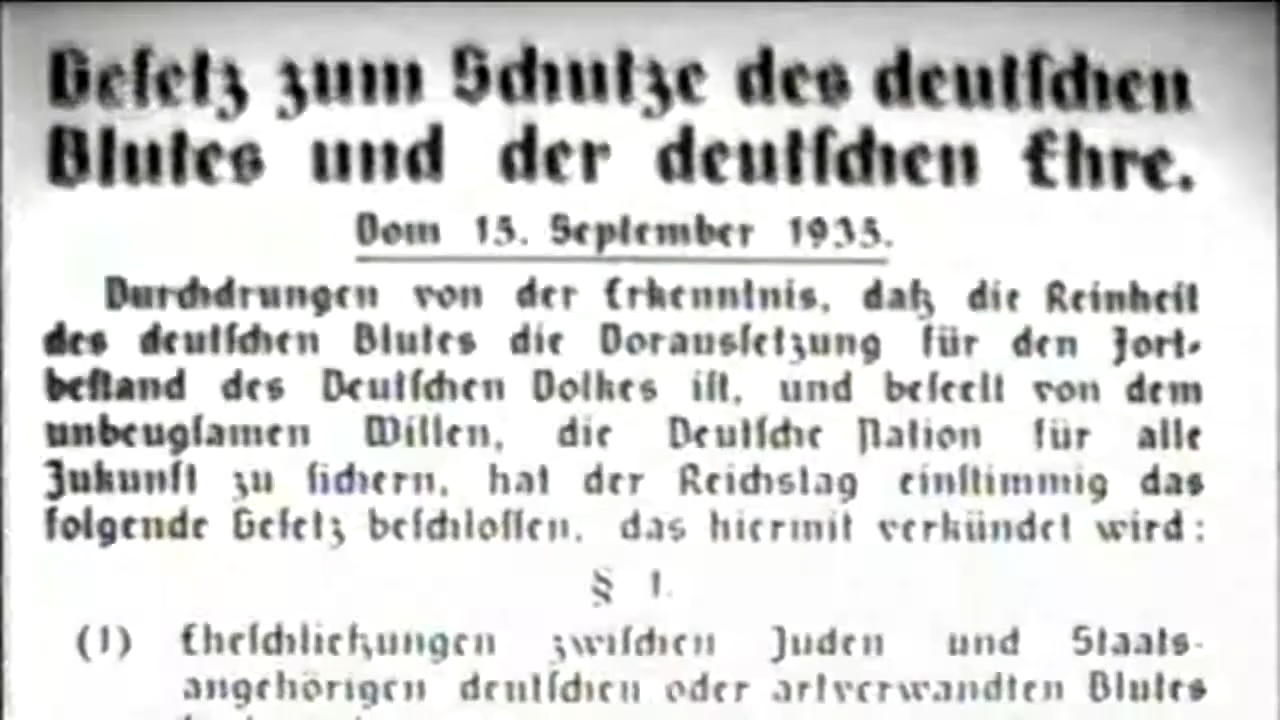 Gesetz zum Schutze des deutschen
Blutes und der deutschen Ehre.
Vom 15. September 1935.
Durchdrungen von der Erkenntnis, daß die Reinheit
des deutschen Blutes die Voraussetzung für den Fort-
bestand des Deutschen Volkes ist, und beseelt von dem
unbeugsamen Willen, die Deutsche Nation für alle
Zukunft zu sichern, hat der Reichstag einstimmig das
folgende Gesetz beschlossen, das hiermit verkündet wird:
§ 1.
(1) Eheschließungen zwischen Juden und Staats-
angehörigen deutschen oder artverwandten Blutes